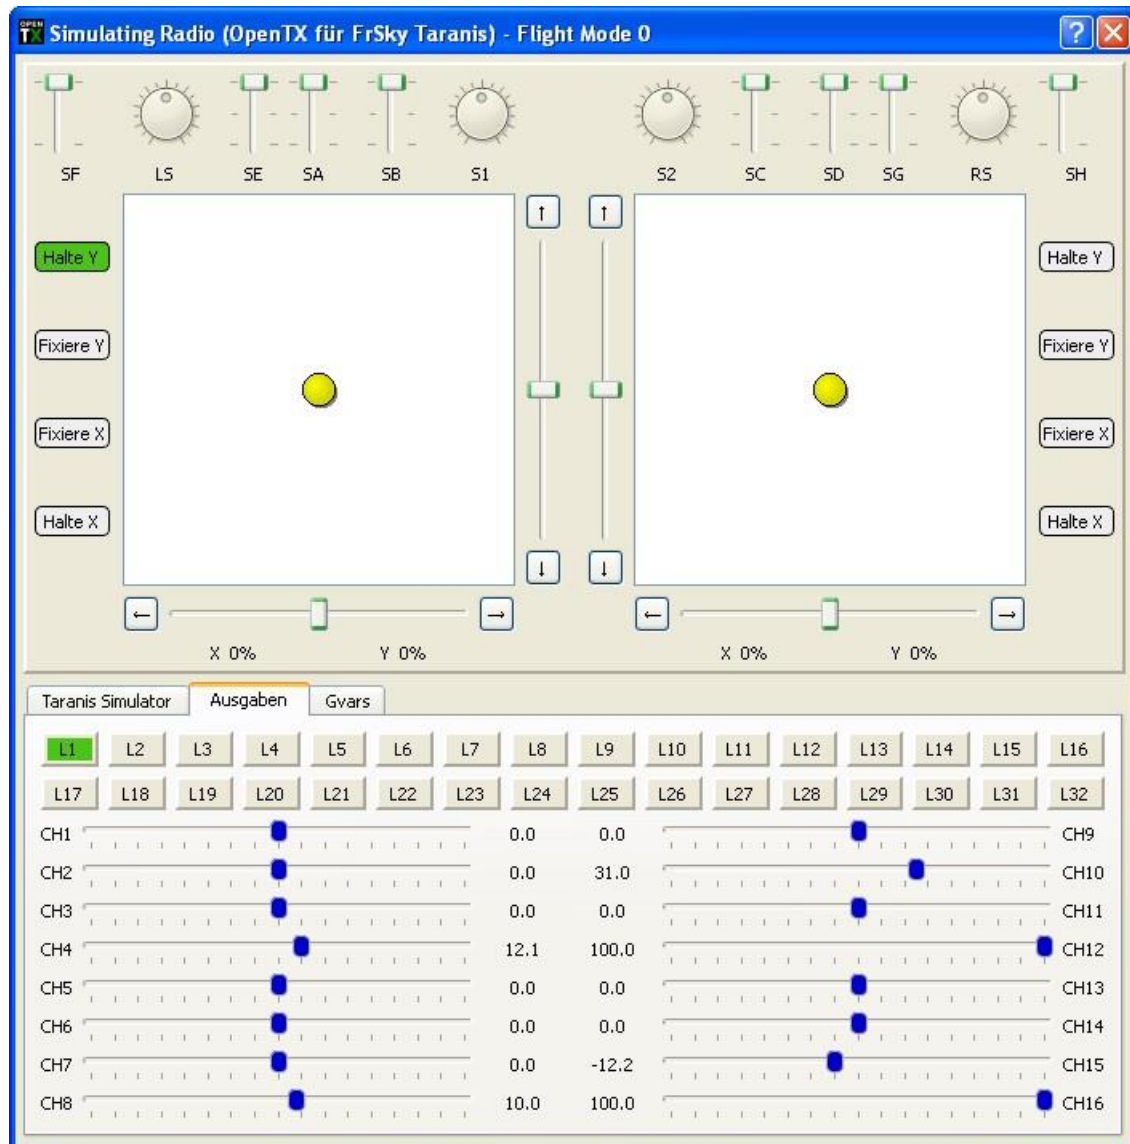 OPEN TX Simulating Radio (OpenTX für FrSky Taranis) - Flight Mode 0 ?
SF LS SE SA SB S1 S2 SC SD SG RS SH
↑ ↑
Halte Y Halte Y
Fixiere Y Fixiere Y
Fixiere X Fixiere X
Halte X Halte X
↓ ↓
← → ← →
X 0% Y 0% X 0% Y 0%
Taranis Simulator Ausgaben Gvars
L1 L2 L3 L4 L5 L6 L7 L8 L9 L10 L11 L12 L13 L14 L15 L16
L17 L18 L19 L20 L21 L22 L23 L24 L25 L26 L27 L28 L29 L30 L31 L32
CH1 0.0 0.0 CH9
CH2 0.0 31.0 CH10
CH3 0.0 0.0 CH11
CH4 12.1 100.0 CH12
CH5 0.0 0.0 CH13
CH6 0.0 0.0 CH14
CH7 0.0 -12.2 CH15
CH8 10.0 100.0 CH16